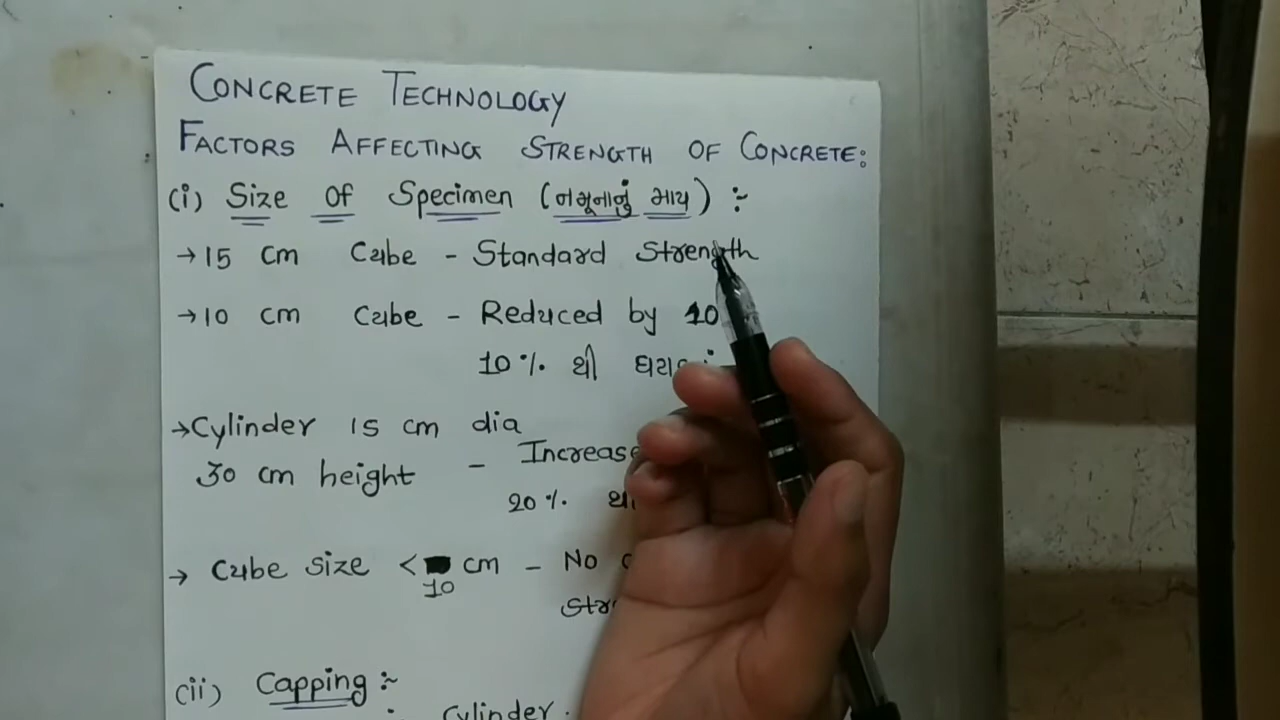 CONCRETE TECHNOLOGY
FACTORS AFFECTING STRENGTH OF CONCRETE:
(i) Size Of Specimen (નમૂનાનું માપ) :-
→ 15 cm Cube - Standard Strength
→ 10 cm Cube - Reduced by 10
10% થી
→ Cylinder 15 cm dia
30 cm height - Increase
20%
→ Cube size < 10 cm - No
(ii) Capping :-
Cylinder